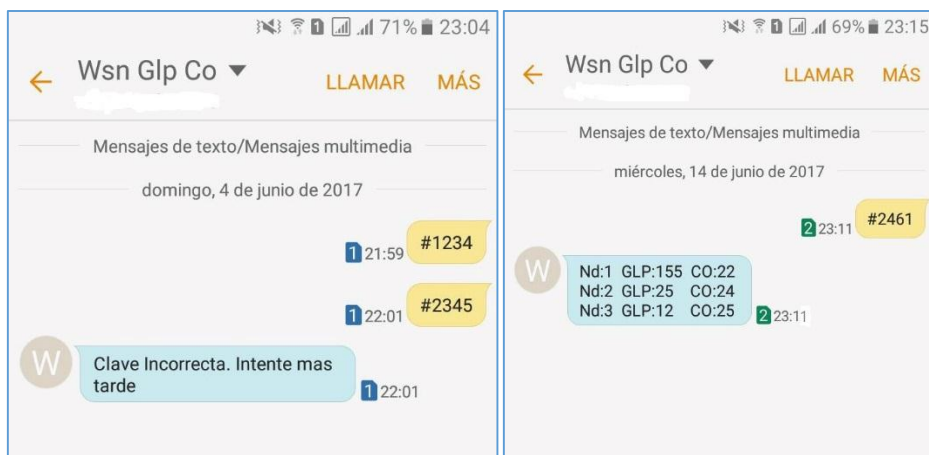 71% 23:04
Wsn Glp Co
LLAMAR MÁS
Mensajes de texto/Mensajes multimedia
domingo, 4 de junio de 2017
#1234
1 21:59
#2345
1 22:01
Clave Incorrecta. Intente mas
tarde
1 22:01
W
69% 23:15
Wsn Glp Co
LLAMAR MÁS
Mensajes de texto/Mensajes multimedia
miércoles, 14 de junio de 2017
#2461
2 23:11
W
Nd:1 GLP:155 CO:22
Nd:2 GLP:25 CO:24
Nd:3 GLP:12 CO:25
2 23:11